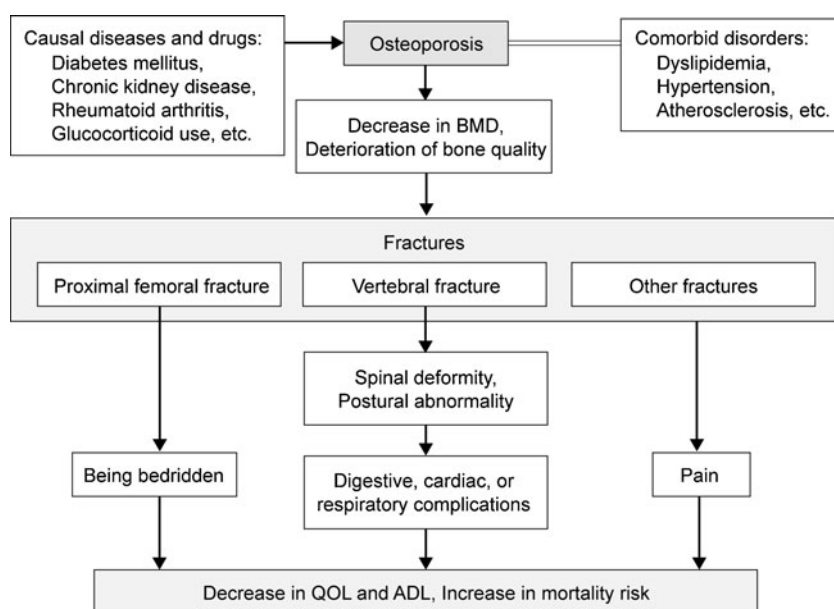 Causal diseases and drugs:
Diabetes mellitus,
Chronic kidney disease,
Rheumatoid arthritis,
Glucocorticoid use, etc.
Osteoporosis
Comorbid disorders:
Dyslipidemia,
Hypertension,
Atherosclerosis, etc.
Decrease in BMD,
Deterioration of bone quality
Fractures
Proximal femoral fracture
Vertebral fracture
Other fractures
Spinal deformity,
Postural abnormality
Being bedridden
Digestive, cardiac, or
respiratory complications
Pain
Decrease in QOL and ADL, Increase in mortality risk